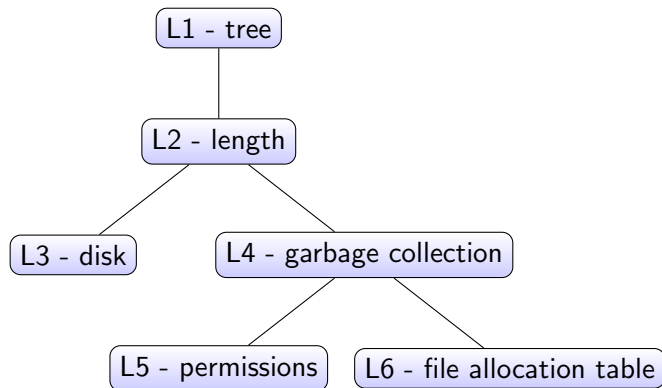 L1 - tree
L2 - length
L3 - disk
L4 - garbage collection
L5 - permissions
L6 - file allocation table